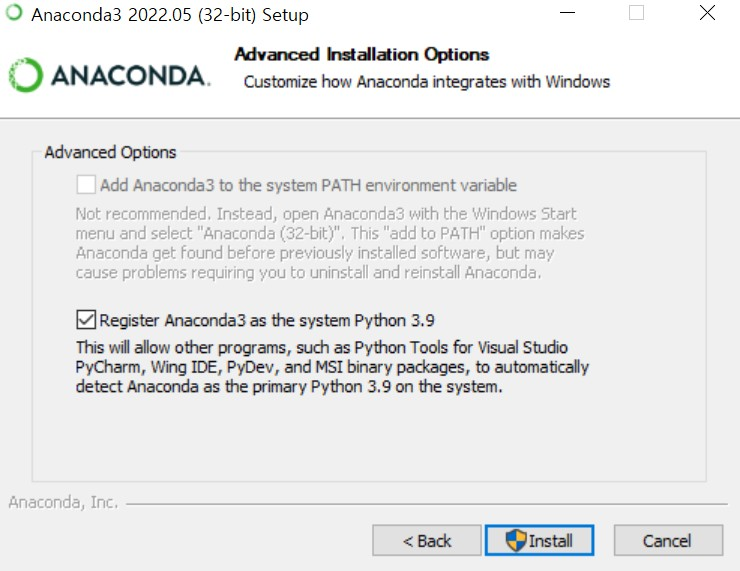 Anaconda3 2022.05 (32-bit) Setup
Advanced Installation Options
Customize how Anaconda integrates with Windows
ANACONDA.
Advanced Options
Add Anaconda3 to the system PATH environment variable
Not recommended. Instead, open Anaconda3 with the Windows Start
menu and select "Anaconda (32-bit)". This "add to PATH" option makes
Anaconda get found before previously installed software, but may
cause problems requiring you to uninstall and reinstall Anaconda.
Register Anaconda3 as the system Python 3.9
This will allow other programs, such as Python Tools for Visual Studio
PyCharm, Wing IDE, PyDev, and MSI binary packages, to automatically
detect Anaconda as the primary Python 3.9 on the system.
Anaconda, Inc.
< Back
Install
Cancel